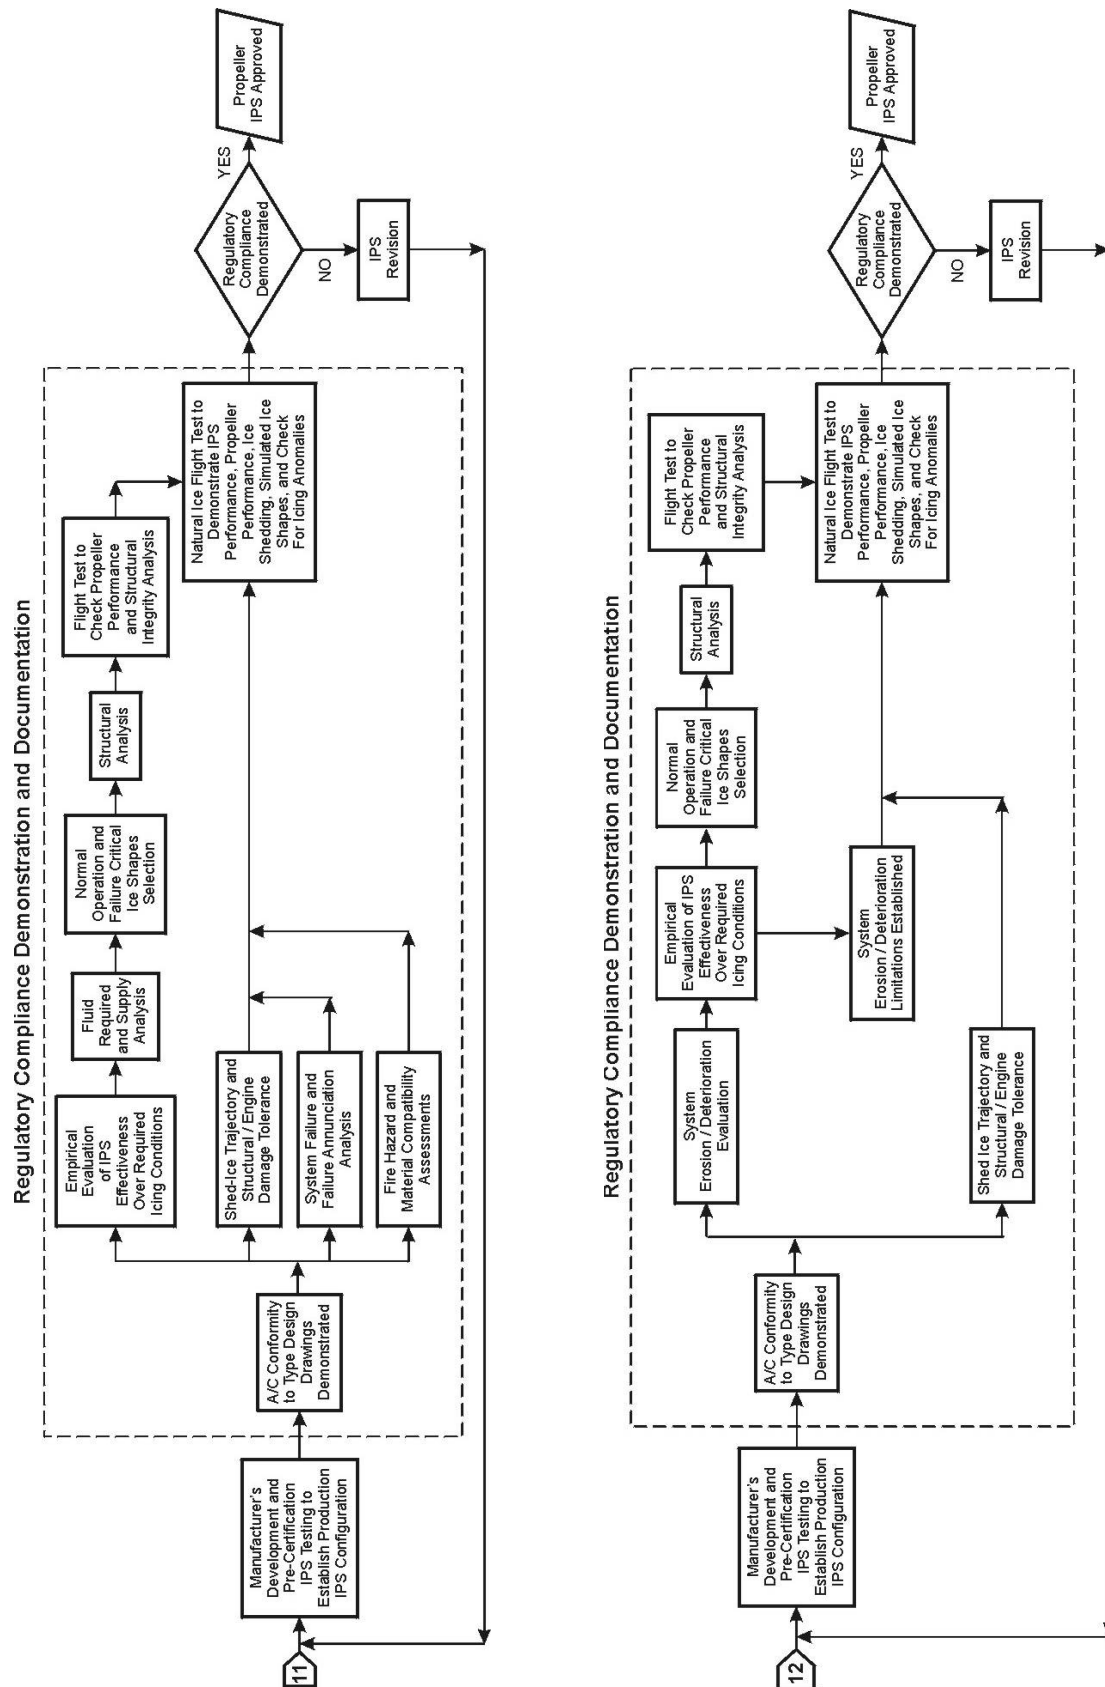 Regulatory Compliance Demonstration and Documentation
11
Manufacturer's
Development and
Pre-Certification
IPS Testing to
Establish Production
IPS Configuration
A/C Conformity
to Type Design
Drawings
Demonstrated
Empirical
Evaluation
of IPS
Effectiveness
Over Required
Icing Conditions
Fluid
Required
and Supply
Analysis
Normal
Operation and
Failure Critical
Ice Shapes
Selection
Structural
Analysis
Flight Test to
Check Propeller
Performance
and Structural
Integrity Analysis
Shed-Ice Trajectory and
Structural / Engine
Damage Tolerance
System Failure and
Failure Annunciation
Analysis
Fire Hazard and
Material Compatibility
Assessments
Natural Ice Flight Test to
Demonstrate IPS
Performance, Propeller
Performance, Ice
Shedding, Simulated Ice
Shapes, and Check
For Icing Anomalies
Regulatory
Compliance
Demonstrated
YES
Propeller
IPS Approved
NO
IPS
Revision
Regulatory Compliance Demonstration and Documentation
12
Manufacturer's
Development and
Pre-Certification
IPS Testing to
Establish Production
IPS Configuration
A/C Conformity
to Type Design
Drawings
Demonstrated
System
Erosion / Deterioration
Evaluation
Empirical
Evaluation of IPS
Effectiveness
Over Required
Icing Conditions
Normal
Operation and
Failure Critical
Ice Shapes
Selection
Structural
Analysis
Flight Test to
Check Propeller
Performance
and Structural
Integrity Analysis
System
Erosion / Deterioration
Limitations Established
Shed Ice Trajectory and
Structural / Engine
Damage Tolerance
Natural Ice Flight Test to
Demonstrate IPS
Performance, Propeller
Performance, Ice
Shedding, Simulated Ice
Shapes, and Check
For Icing Anomalies
Regulatory
Compliance
Demonstrated
YES
Propeller
IPS Approved
NO
IPS
Revision